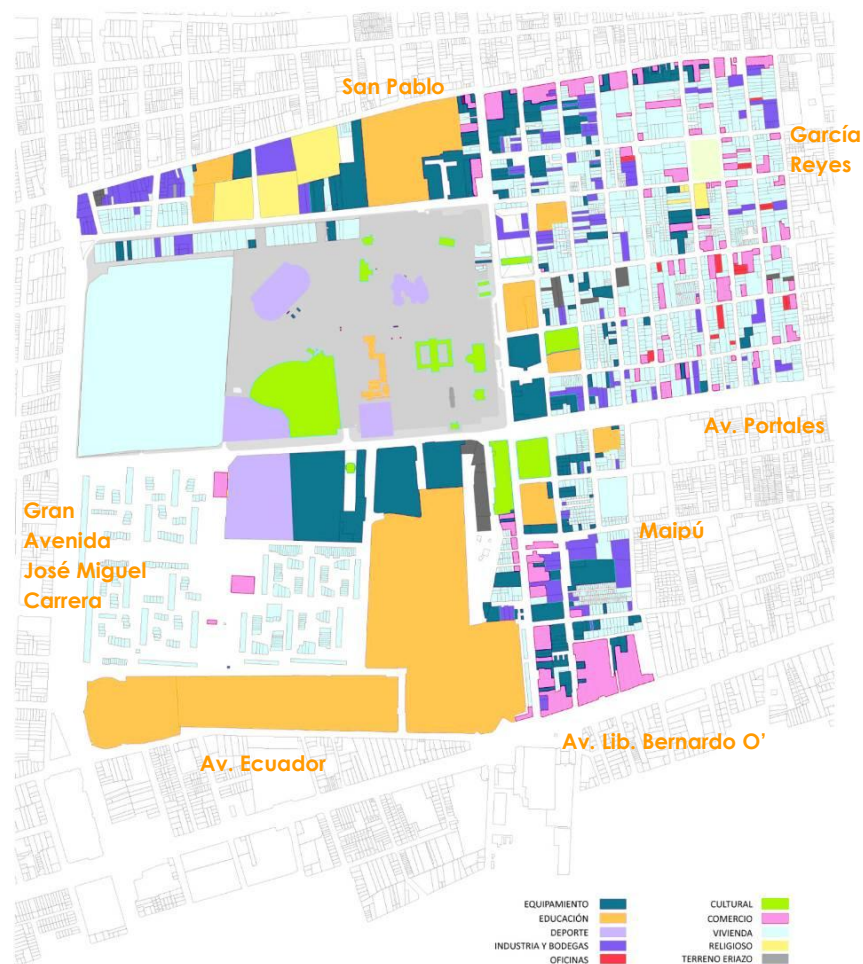 San Pablo
García
Reyes
Av. Portales
Gran
Avenida
José Miguel
Carrera
Maipú
Av. Lib. Bernardo O’
Av. Ecuador
EQUIPAMIENTO
EDUCACIÓN
DEPORTE
INDUSTRIA Y BODEGAS
OFICINAS
CULTURAL
COMERCIO
VIVIENDA
RELIGIOSO
TERRENO ERIAZO